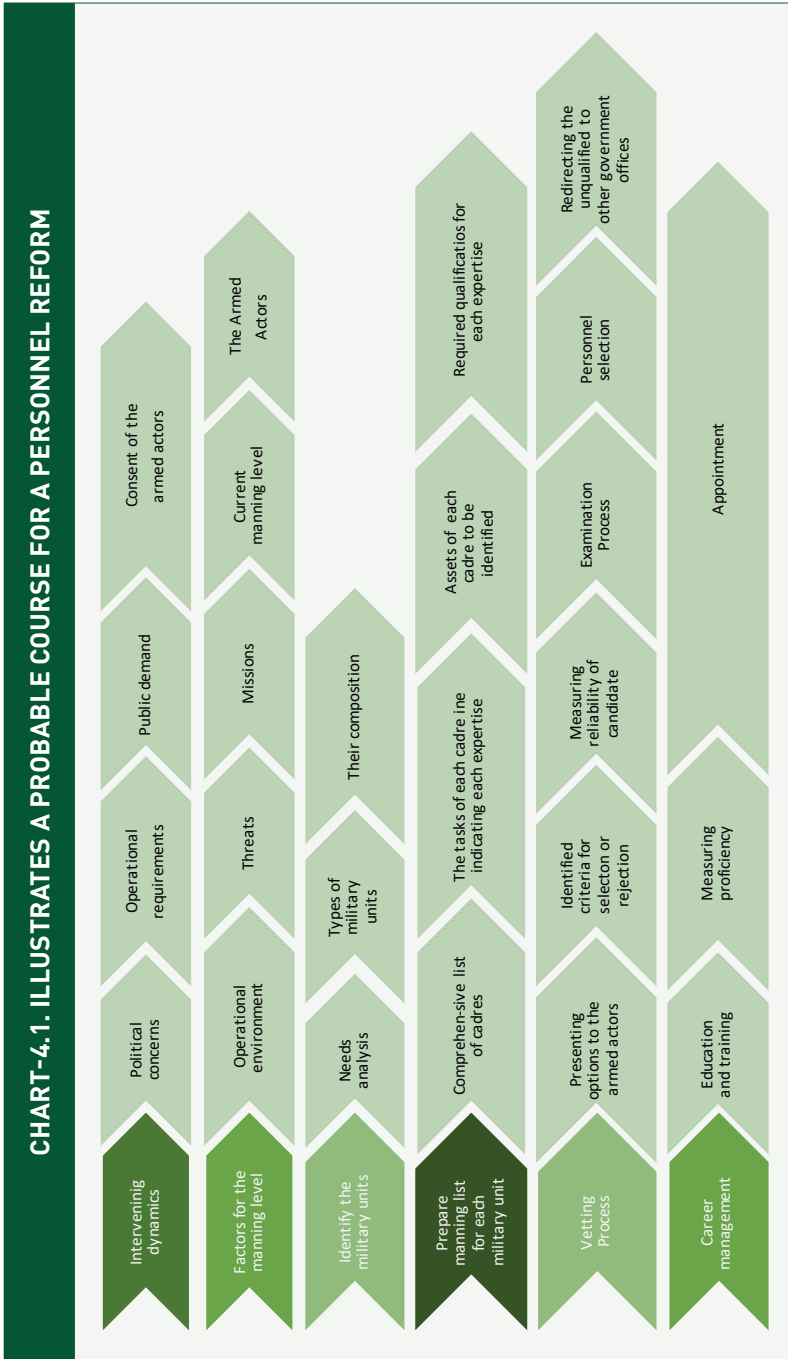 CHART-4.1. ILLUSTRATES A PROBABLE COURSE FOR A PERSONNEL REFORM
Interveninig
dynamics
Political
concerns
Operational
requirements
Public demand
Consent of the
armed actors
Factors for the
manning level
Operational
environment
Threats
Missions
Current
manning level
The Armed
Actors
Identify the
military units
Needs
analysis
Types of
military
units
Their composition
Prepare
manning list
for each
military unit
Comprehen-sive list
of cadres
The tasks of each cadre ine
indicating each expertise
Assets of each
cadre to be
identified
Required qualificatios for
each expertise
Vetting
Process
Presenting
options to the
armed actors
Identified
criteria for
selecton or
rejection
Measuring
reliability of
candidate
Examination
Process
Personnel
selection
Redirecting the
unqualified to
other government
offices
Career
management
Education
and training
Measuring
proficiency
Appointment